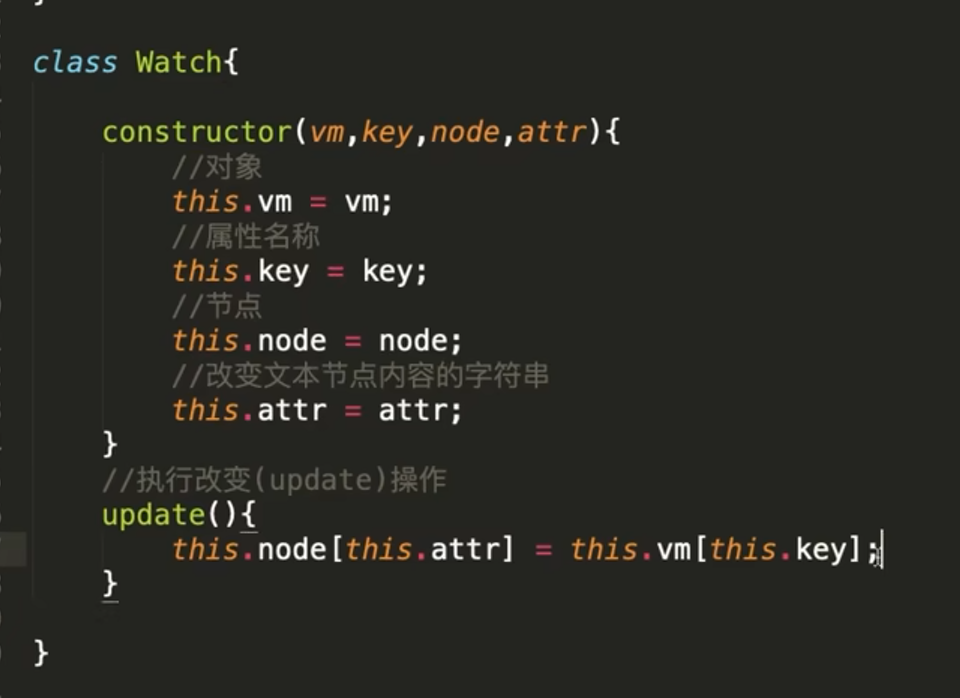 class Watch{
constructor(vm,key,node,attr){
//对象
this.vm = vm;
//属性名称
this.key = key;
//节点
this.node = node;
//改变文本节点内容的字符串
this.attr = attr;
}
//执行改变(update)操作
update(){
this.node[this.attr] = this.vm[this.key];
}
}